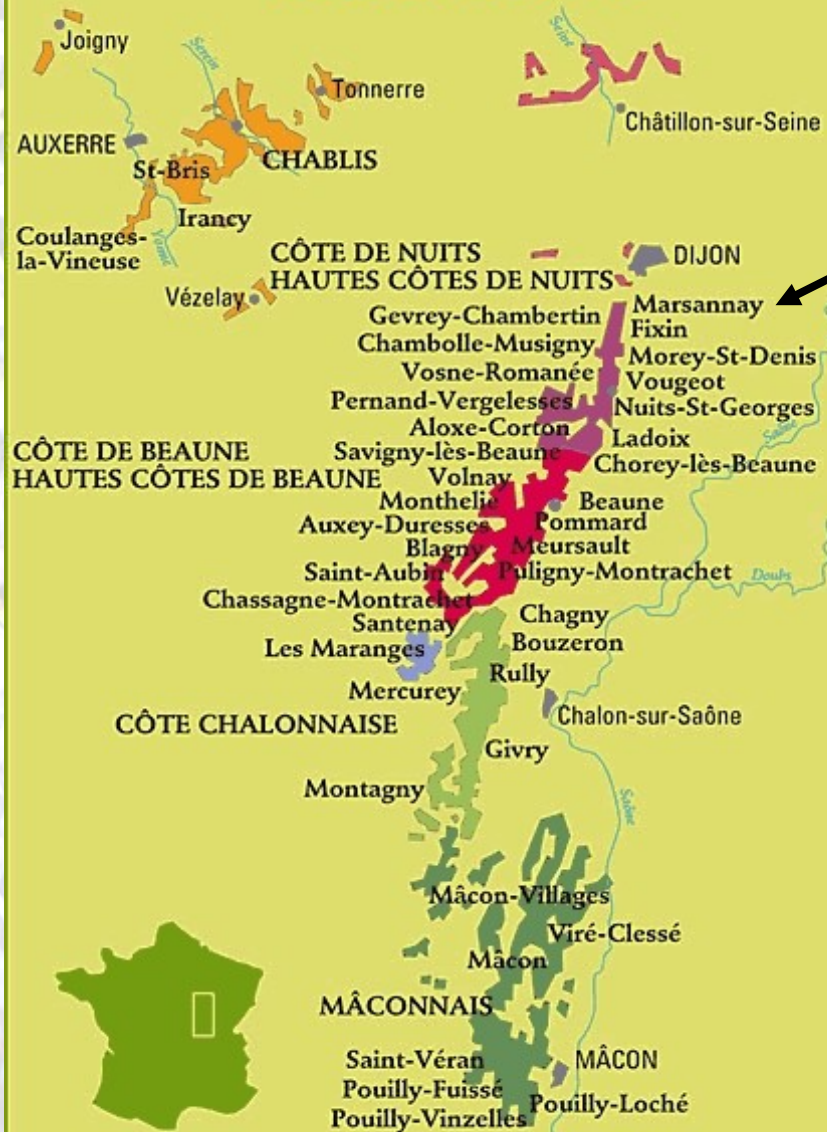 Joigny
Serein
Tonnerre
Seine
Châtillon-sur-Seine
AUXERRE
St-Bris
CHABLIS
Irancy
Coulanges-
la-Vineuse
Yonne
Vézelay
CÔTE DE NUITS
HAUTES CÔTES DE NUITS
DIJON
Gevrey-Chambertin
Marsannay
Fixin
Chambolle-Musigny
Morey-St-Denis
Vosne-Romanée
Vougeot
Pernand-Vergelesses
Nuits-St-Georges
Aloxe-Corton
Ladoix
Saône
CÔTE DE BEAUNE
HAUTES CÔTES DE BEAUNE
Savigny-lès-Beaune
Chorey-lès-Beaune
Volnay
Monthelie
Beaune
Auxey-Duresses
Pommard
Blagny
Meursault
Saint-Aubin
Puligny-Montrachet
Doubs
Chassagne-Montrachet
Santenay
Chagny
Les Maranges
Bouzeron
Rully
Mercurey
CÔTE CHALONNAISE
Chalon-sur-Saône
Givry
Montagny
Saône
Mâcon-Villages
Viré-Clessé
Mâcon
MÂCONNAIS
Saint-Véran
MÂCON
Pouilly-Fuissé
Pouilly-Loché
Pouilly-Vinzelles